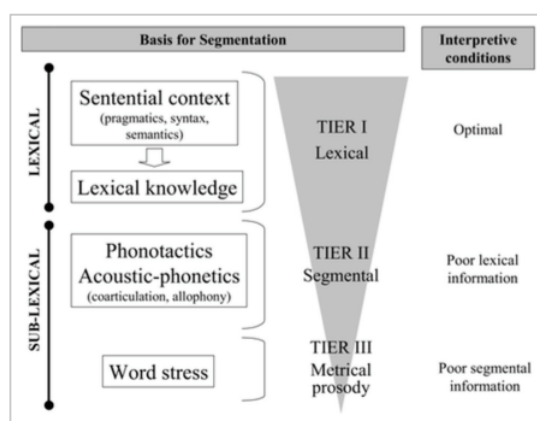 Basis for Segmentation
Interpretive
conditions
LEXICAL
Sentential context
(pragmatics, syntax,
semantics)
Lexical knowledge
TIER I
Lexical
Optimal
SUB-LEXICAL
Phonotactics
Acoustic-phonetics
(coarticulation, allophony)
TIER II
Segmental
Poor lexical
information
Word stress
TIER III
Metrical
prosody
Poor segmental
information